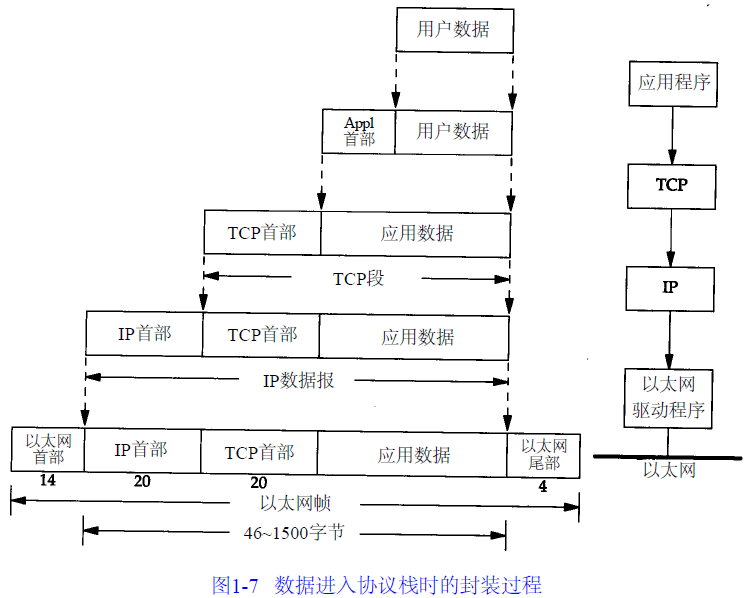 用户数据
Appl
首部
用户数据
TCP首部
应用数据
TCP段
IP首部
TCP首部
应用数据
IP数据报
以太网
首部
IP首部
TCP首部
应用数据
以太网
尾部
14
20
20
4
以太网帧
46~1500字节
应用程序
TCP
IP
以太网
驱动程序
以太网
图1-7 数据进入协议栈时的封装过程